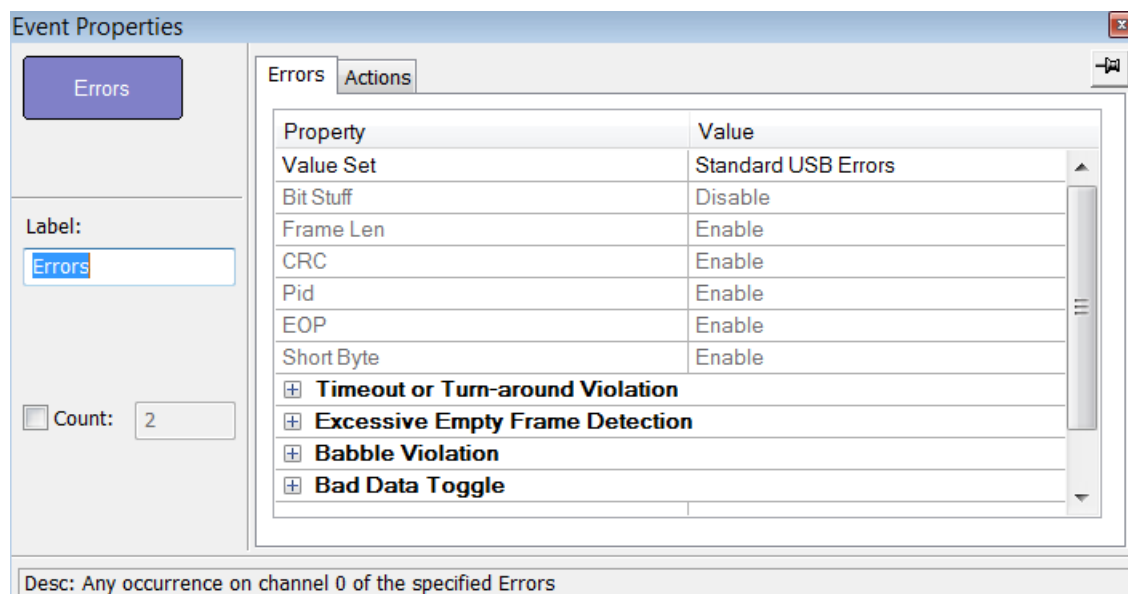 Event Properties
Errors
Errors Actions
Property Value
Value Set Standard USB Errors
Bit Stuff Disable
Frame Len Enable
CRC Enable
Pid Enable
EOP Enable
Short Byte Enable
Timeout or Turn-around Violation
Excessive Empty Frame Detection
Babble Violation
Bad Data Toggle
Label:
Errors
Count: 2
Desc: Any occurrence on channel 0 of the specified Errors